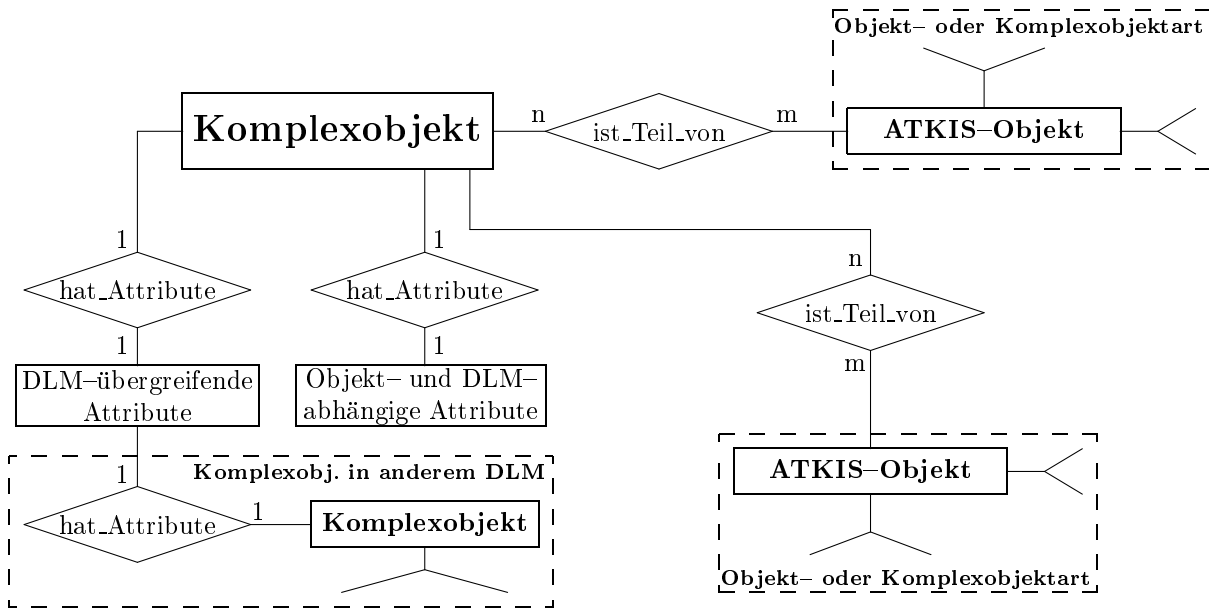 Objekt– oder Komplexobjektart
Komplexobjekt
n
ist_Teil_von
m
ATKIS–Objekt
1
hat_Attribute
1
DLM–übergreifende
Attribute
1
hat_Attribute
1
Objekt– und DLM–
abhängige Attribute
n
ist_Teil_von
m
ATKIS–Objekt
Objekt– oder Komplexobjektart
Komplexobj. in anderem DLM
1
hat_Attribute
1
Komplexobjekt